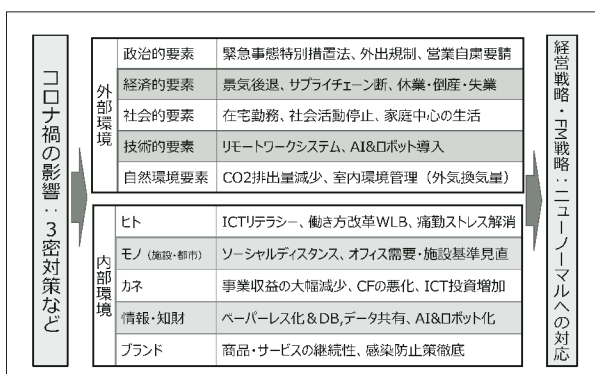 コロナ禍の影響：3密対策など
外部環境
政治的要素 緊急事態特別措置法、外出規制、営業自粛要請
経済的要素 景気後退、サプライチェーン断、休業・倒産・失業
社会的要素 在宅勤務、社会活動停止、家庭中心の生活
技術的要素 リモートワークシステム、AI&ロボット導入
自然環境要素 CO2排出量減少、室内環境管理（外気換気量）
内部環境
ヒト ICTリテラシー、働き方改革WLB、痛勤ストレス解消
モノ（施設・都市） ソーシャルディスタンス、オフィス需要・施設基準見直
カネ 事業収益の大幅減少、CFの悪化、ICT投資増加
情報・知財 ペーパーレス化＆DB,データ共有、AI&ロボット化
ブランド 商品・サービスの継続性、感染防止策徹底
経営戦略・FM戦略：ニューノーマルへの対応